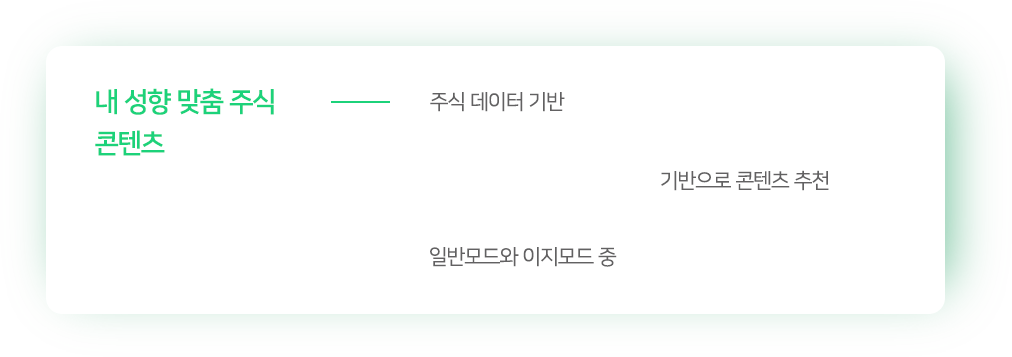 내 성향 맞춤 주식
콘텐츠
주식 데이터 기반
기반으로 콘텐츠 추천
일반모드와 이지모드 중